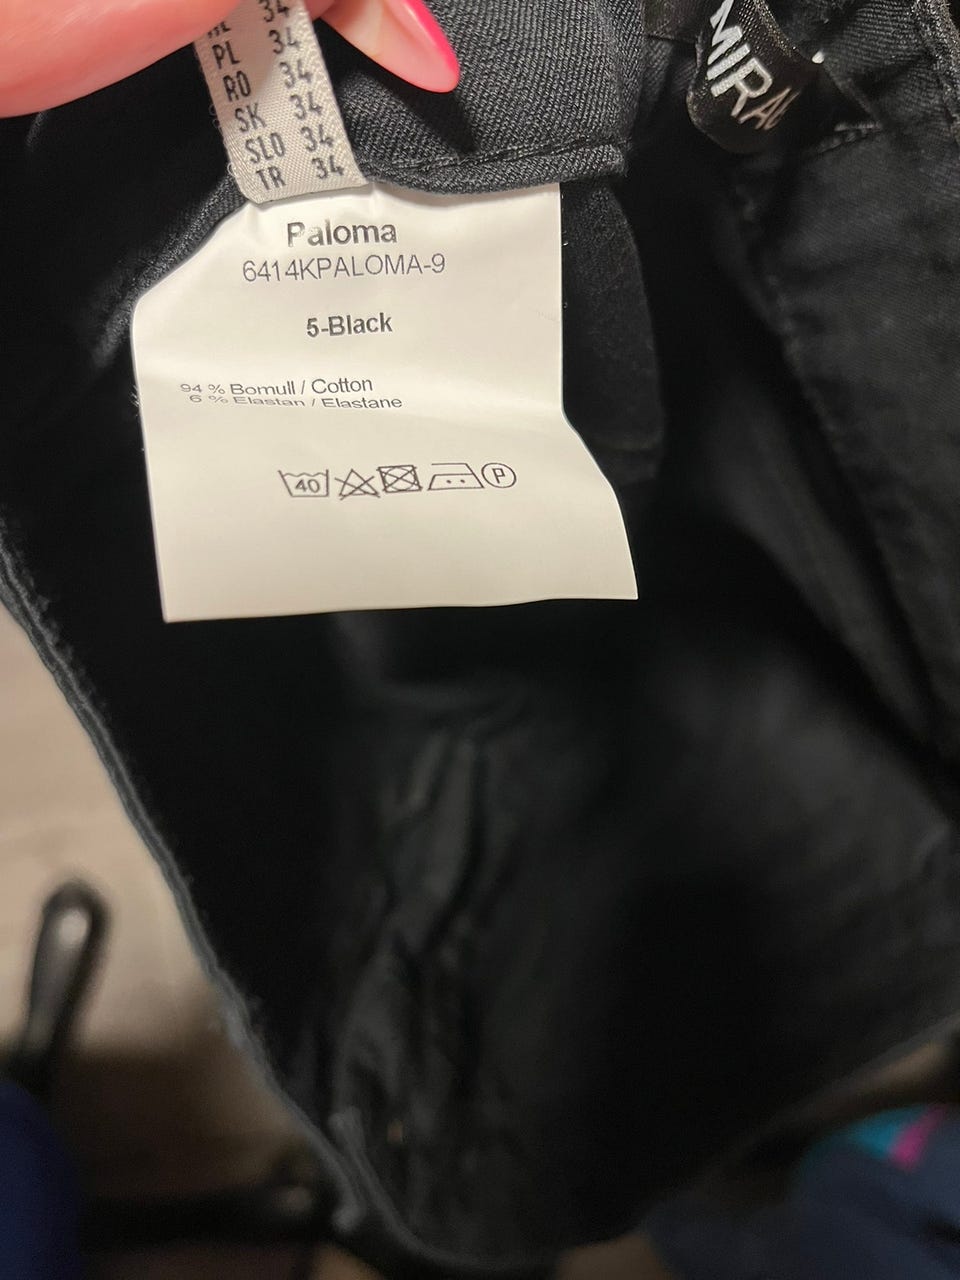 34
PL 34
RO 34
SK 34
SLO 34
TR 34
Paloma
6414KPALOMA-9
5-Black
94 % Bomull / Cotton
6 % Elastan / Elastane
40 P